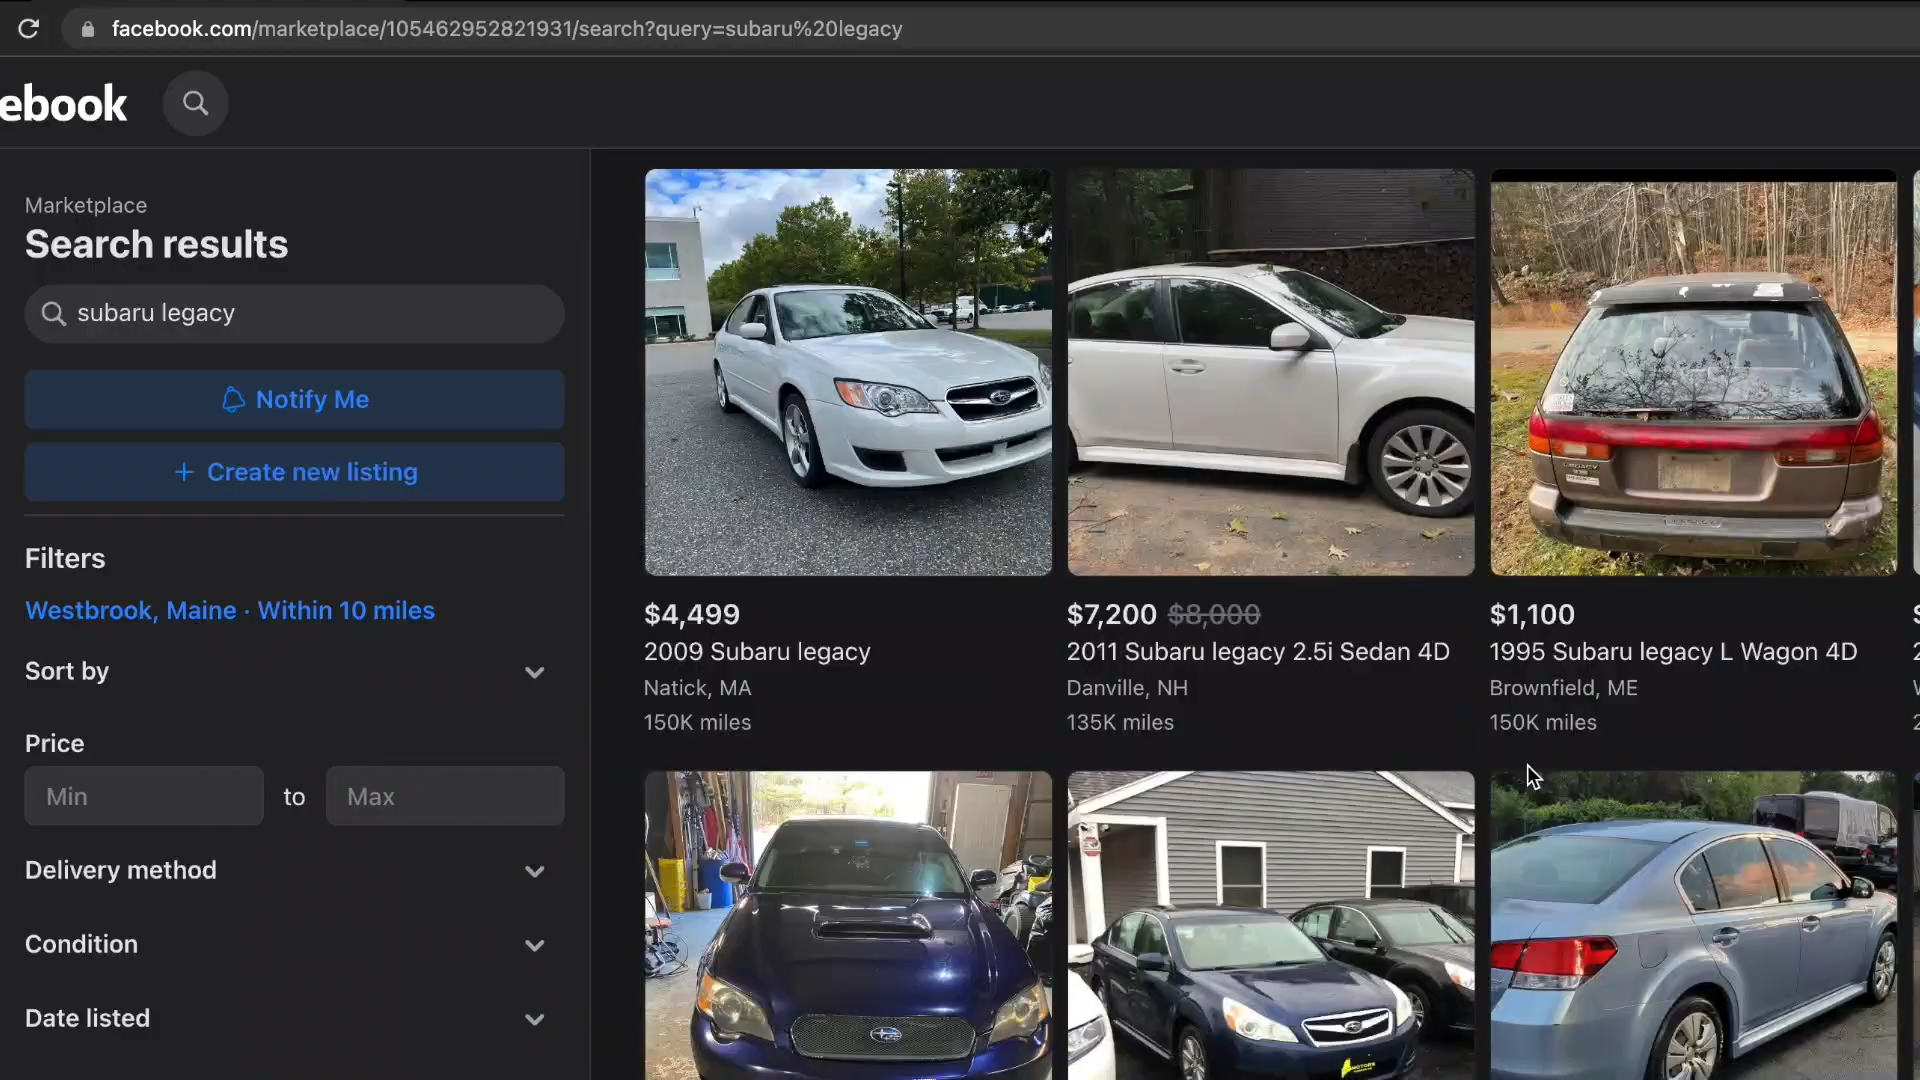 facebook.com/marketplace/105462952821931/search?query=subaru%20legacy
ebook
Marketplace
Search results
subaru legacy
Notify Me
Create new listing
Filters
Westbrook, Maine · Within 10 miles
Sort by
Price
Min to Max
Delivery method
Condition
Date listed
$4,499
2009 Subaru legacy
Natick, MA
150K miles
$7,200 $8,000
2011 Subaru legacy 2.5i Sedan 4D
Danville, NH
135K miles
LEGACY
$1,100
1995 Subaru legacy L Wagon 4D
Brownfield, ME
150K miles